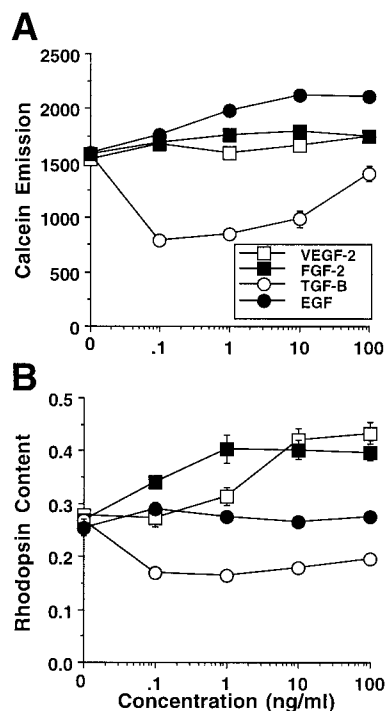 A
2500
2000
1500
1000
500
0
Calcein Emission
VEGF-2
FGF-2
TGF-B
EGF
0 .1 1 10 100
B
0.5
0.4
0.3
0.2
0.1
0.0
Rhodopsin Content
0 .1 1 10 100
Concentration (ng/ml)